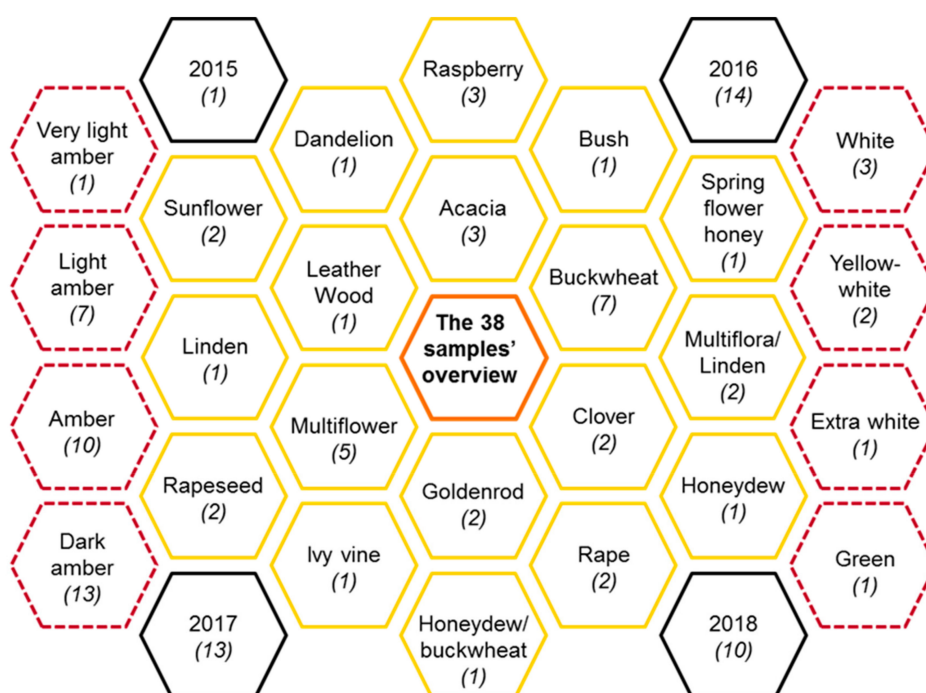 2015
(1)
Raspberry
(3)
2016
(14)
Very light
amber
(1)
Dandelion
(1)
Bush
(1)
White
(3)
Sunflower
(2)
Acacia
(3)
Spring
flower
honey
(1)
Light
amber
(7)
Leather
Wood
(1)
Buckwheat
(7)
Yellow-
white
(2)
Linden
(1)
The 38
samples’
overview
Multiflora/
Linden
(2)
Amber
(10)
Multiflower
(5)
Clover
(2)
Extra white
(1)
Rapeseed
(2)
Goldenrod
(2)
Honeydew
(1)
Dark
amber
(13)
Ivy vine
(1)
Rape
(2)
Green
(1)
2017
(13)
Honeydew/
buckwheat
(1)
2018
(10)